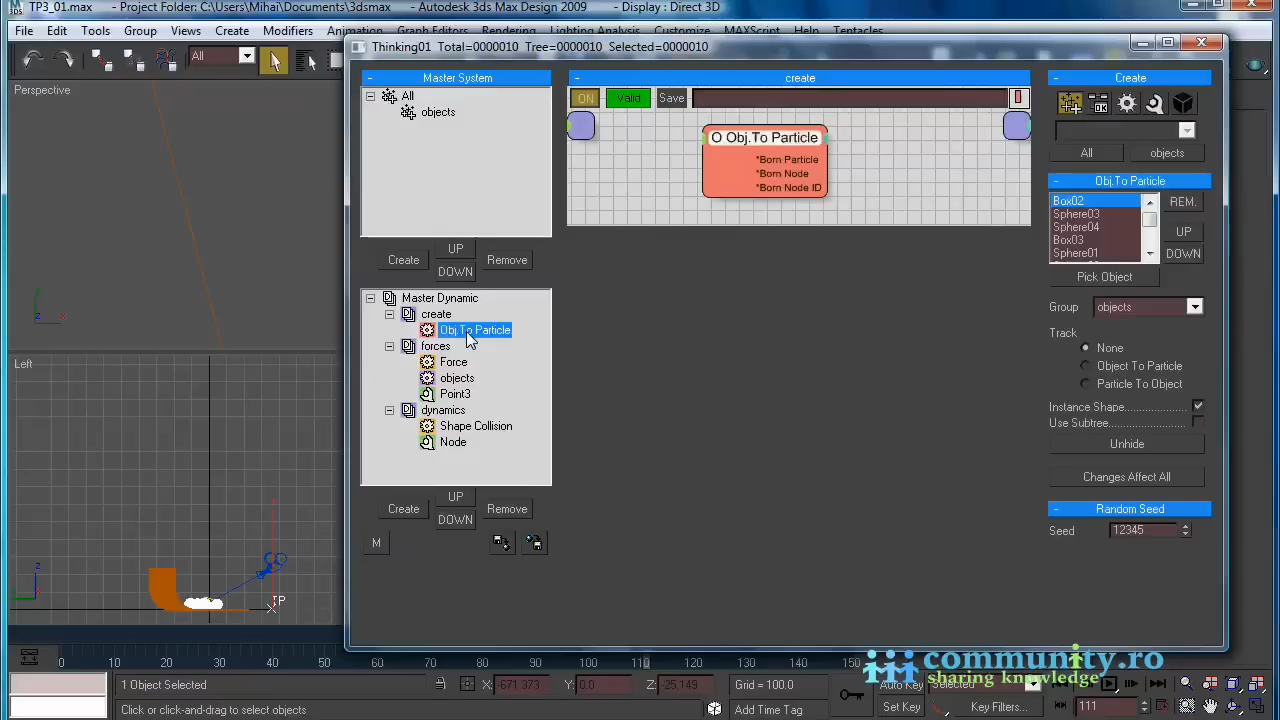 TP3_01.max - Project Folder: C:\Users\Mihai\Documents\3dsmax - Autodesk 3ds Max Design 2009 - Display : Direct 3D
File Edit Tools Group Views Create Modifiers Animation Graph Editors Rendering Lighting Analysis Customize MAXScript Help Tentacles
Thinking01 Total=0000010 Tree=0000010 Selected=0000010
All
Perspective
z
Master System
All
objects
UP
Create
Remove
DOWN
Master Dynamic
create
Obj.To Particle
forces
Force
objects
Point3
dynamics
Shape Collision
Node
UP
Create
Remove
DOWN
M
create
ON Valid Save
O Obj.To Particle
*Born Particle
*Born Node
*Born Node ID
Create
All objects
Obj.To Particle
Box02
Sphere03
Sphere04
Box03
Sphere01
REM.
UP
DOWN
Pick Object
Group objects
Track
None
Object To Particle
Particle To Object
Instance Shape
Use Subtree
Unhide
Changes Affect All
Random Seed
Seed 12345
Left
z
TP
0 10 20 30 40 50 60 70 80 90 100 110 120 130 140 150
community.ro
sharing knowledge
1 Object Selected
X: -671.373 Y: 0.0 Z: -25.149 Grid = 100.0
Auto Key Selected
Click or click-and-drag to select objects
Add Time Tag
Set Key Key Filters... 111